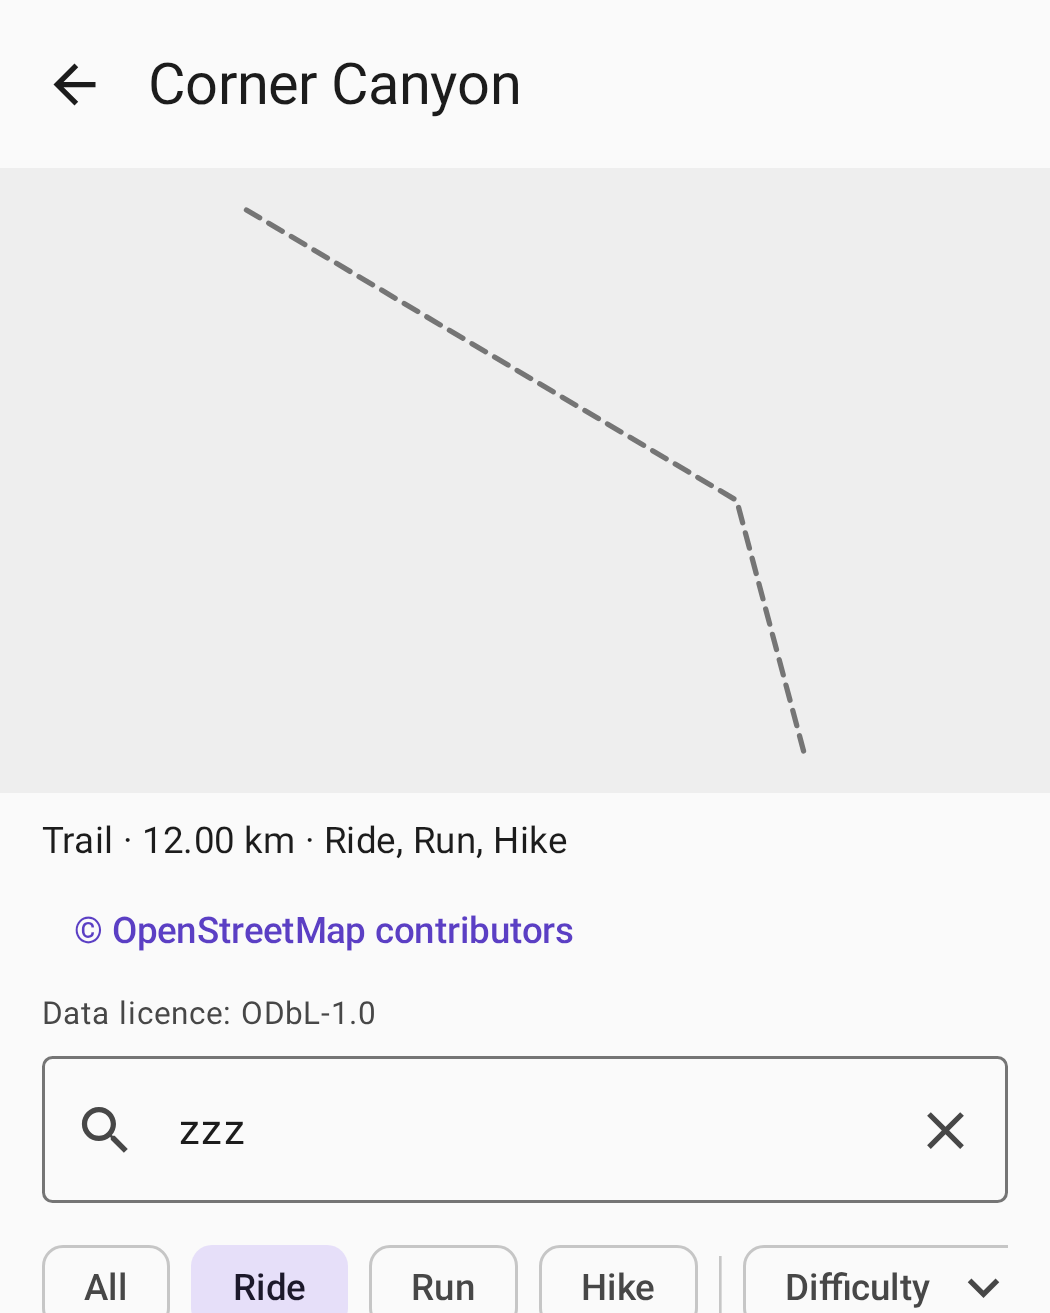 Corner Canyon
Trail · 12.00 km · Ride, Run, Hike
© OpenStreetMap contributors
Data licence: ODbL-1.0
zzz
All Ride Run Hike Difficulty